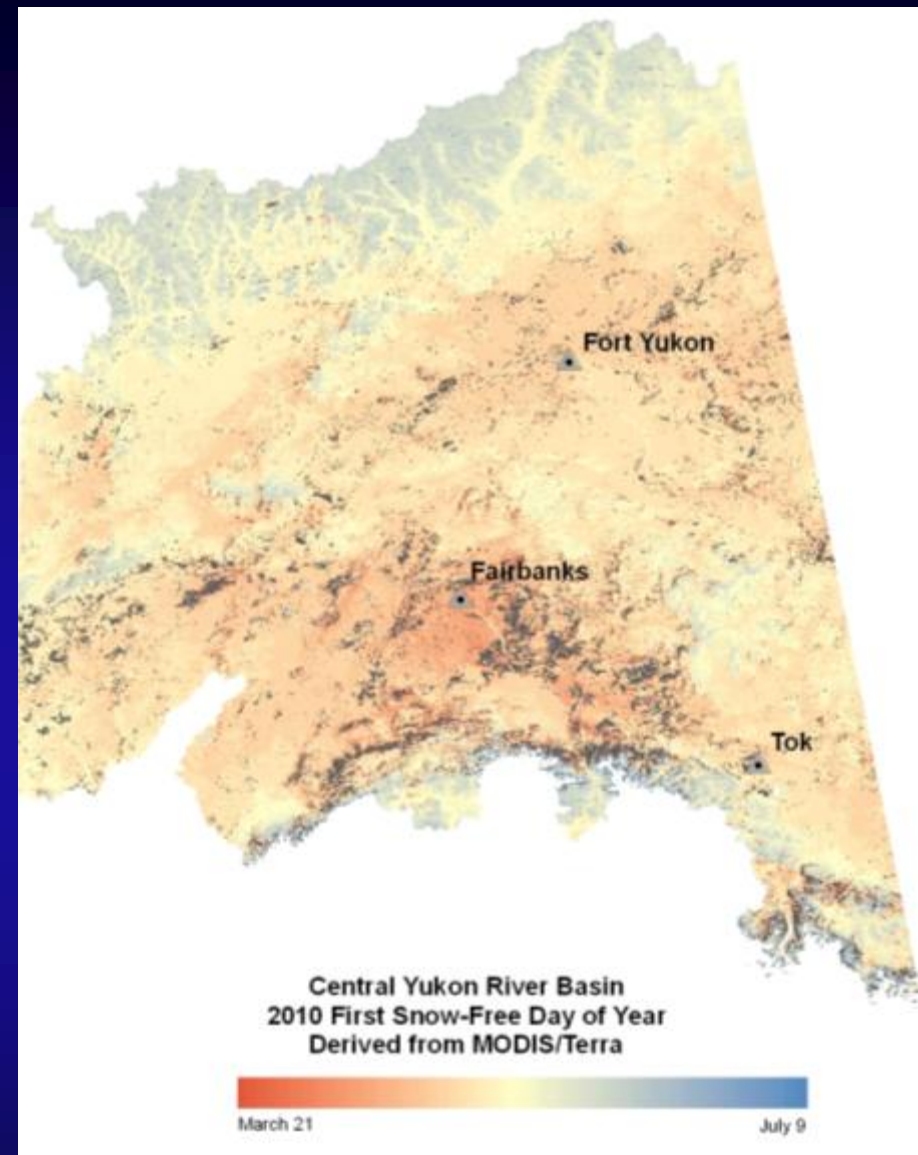 Fort Yukon
Fairbanks
Tok
Central Yukon River Basin
2010 First Snow-Free Day of Year
Derived from MODIS/Terra
March 21
July 9